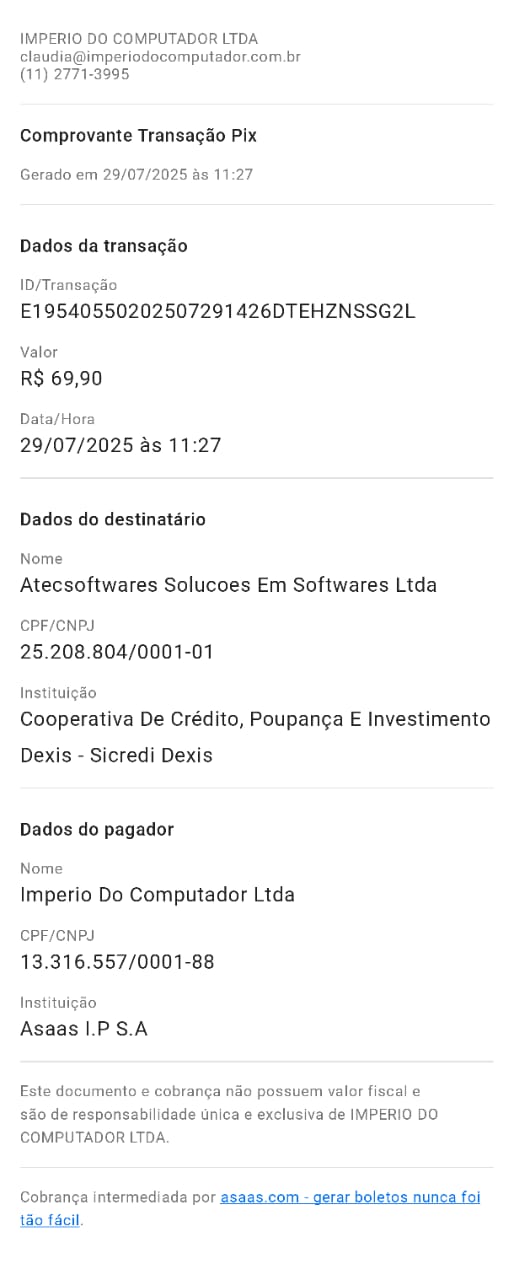 IMPERIO DO COMPUTADOR LTDA
claudia@imperiodocomputador.com.br
(11) 2771-3995
Comprovante Transação Pix
Gerado em 29/07/2025 às 11:27
Dados da transação
ID/Transação
E19540550202507291426DTEHZNSSG2L
Valor
R$ 69,90
Data/Hora
29/07/2025 às 11:27
Dados do destinatário
Nome
Atecsoftwares Solucoes Em Softwares Ltda
CPF/CNPJ
25.208.804/0001-01
Instituição
Cooperativa De Crédito, Poupança E Investimento
Dexis - Sicredi Dexis
Dados do pagador
Nome
Imperio Do Computador Ltda
CPF/CNPJ
13.316.557/0001-88
Instituição
Asaas I.P S.A
Este documento e cobrança não possuem valor fiscal e
são de responsabilidade única e exclusiva de IMPERIO DO
COMPUTADOR LTDA.
Cobrança intermediada por asaas.com - gerar boletos nunca foi
tão fácil.